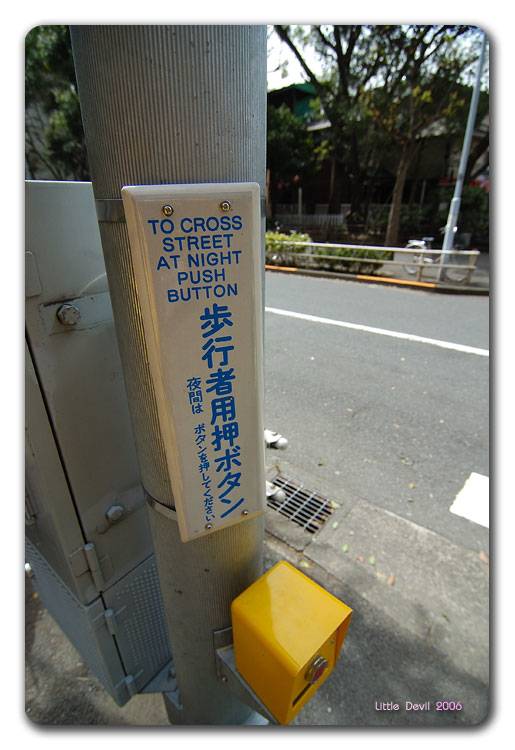 TO CROSS
STREET
AT NIGHT
PUSH
BUTTON
歩行者用押ボタン
夜間は ボタンを押してください
Little Devil 2006